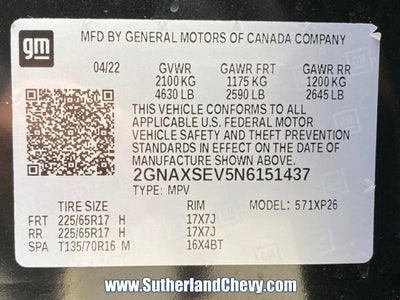 gm
MFD BY GENERAL MOTORS OF CANADA COMPANY
04/22 GVWR GAWR FRT GAWR RR
2100 KG 1175 KG 1200 KG
4630 LB 2590 LB 2645 LB
THIS VEHICLE CONFORMS TO ALL
APPLICABLE U.S. FEDERAL MOTOR
VEHICLE SAFETY AND THEFT PREVENTION
STANDARDS IN EFFECT ON THE DATE OF
MANUFACTURE SHOWN ABOVE.
2GNAXSEV5N6151437
TYPE: MPV
TIRE SIZE RIM MODEL: 571XP26
FRT 225/65R17 H 17X7J
RR 225/65R17 H 17X7J
SPA T135/70R16 M 16X4BT
www.SutherlandChevy.com